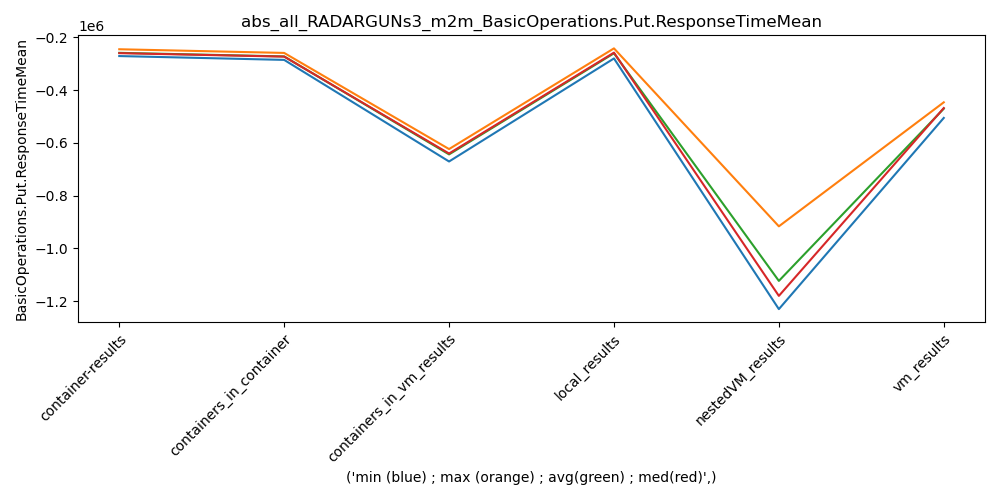 abs_all_RADARGUNs3_m2m_BasicOperations.Put.ResponseTimeMean
1e6
BasicOperations.Put.ResponseTimeMean
−0.2
−0.4
−0.6
−0.8
−1.0
−1.2
container-results
containers_in_container
containers_in_vm_results
local_results
nestedVM_results
vm_results
('min (blue) ; max (orange) ; avg(green) ; med(red)',)